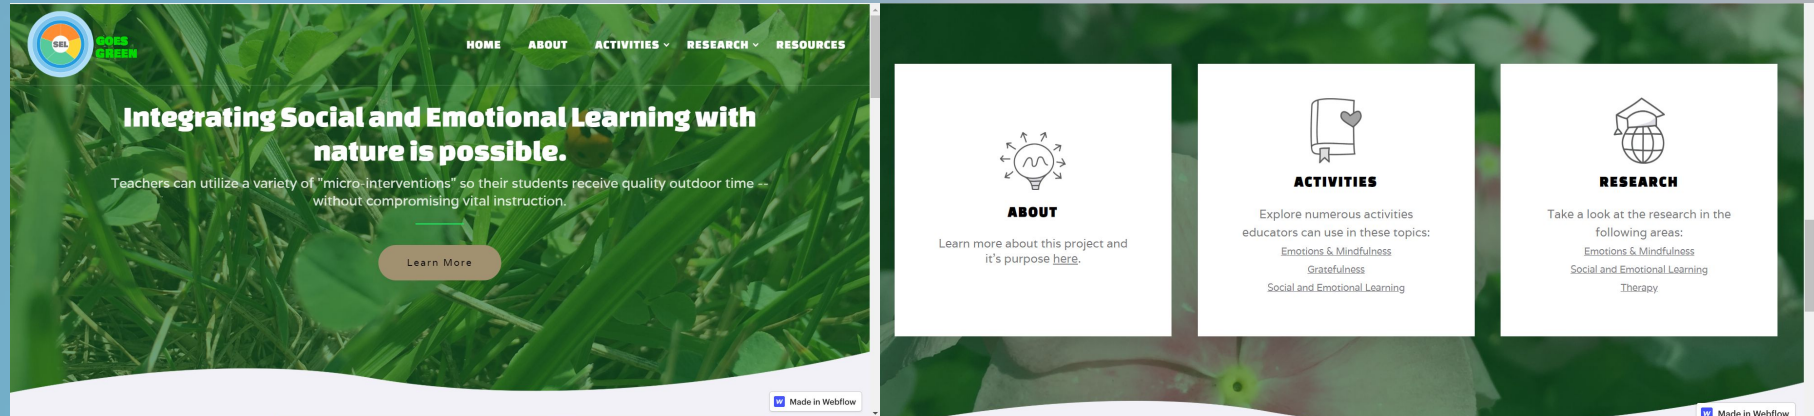 SEL
GOES
GREEN
HOME ABOUT ACTIVITIES RESEARCH RESOURCES
Integrating Social and Emotional Learning with
nature is possible.
Teachers can utilize a variety of "micro-interventions" so their students receive quality outdoor time --
without compromising vital instruction.
Learn More
Made in Webflow
ABOUT
Learn more about this project and
it's purpose here.
ACTIVITIES
Explore numerous activities
educators can use in these topics:
Emotions & Mindfulness
Gratefulness
Social and Emotional Learning
RESEARCH
Take a look at the research in the
following areas:
Emotions & Mindfulness
Social and Emotional Learning
Therapy
Made in Webflow